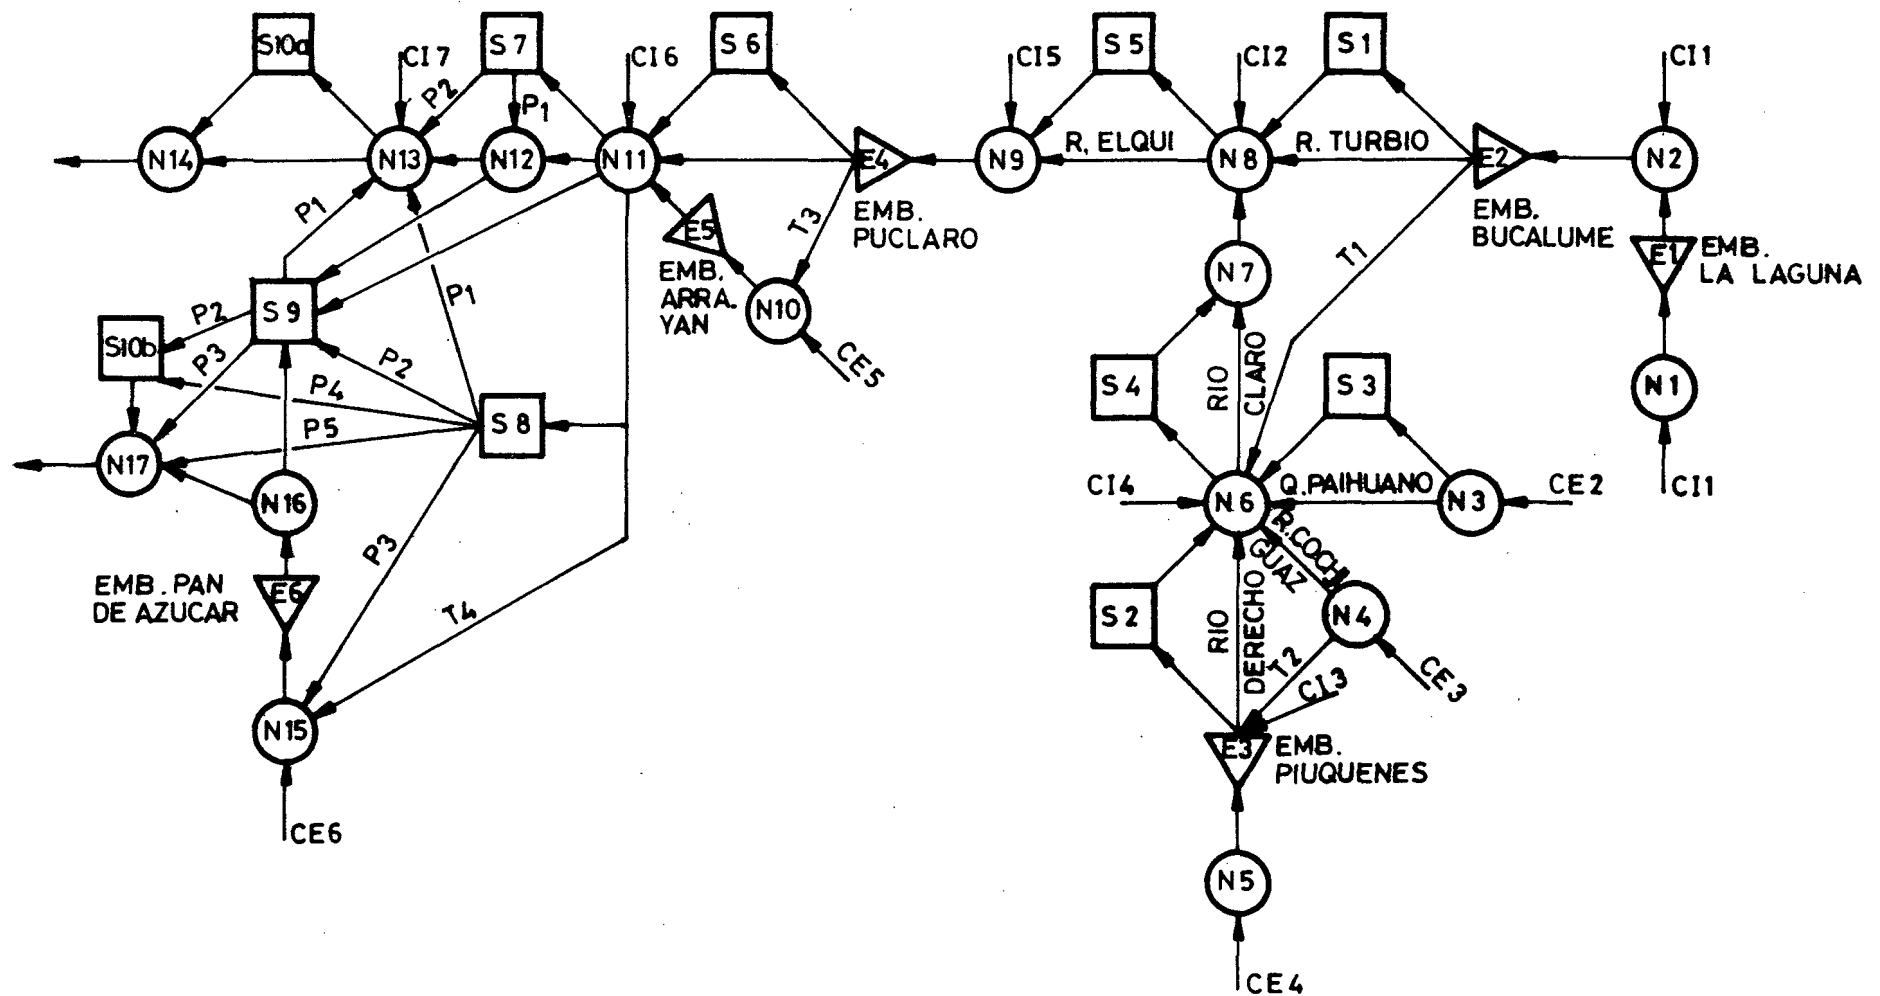 S10a
CI7
S7
CI6
S6
CI5
S5
CI2
S1
CI1
P2
P1
N14
N13
N12
N11
E4
N9
R. ELQUI
N8
R. TURBIO
E2
N2
P1
T3
EMB.
PUCLARO
EMB.
BUCALUME
E5
EMB.
ARRA.
YAN
N10
T1
N7
E1
EMB.
LA LAGUNA
P2
S9
P1
S10b
P3
P2
P4
CE5
RIO
CLARO
S4
S3
N1
P5
S8
N17
N16
CI4
N6
Q. PAIHUANO
N3
CE2
CI1
R. COCHI
GUAZ
P3
EMB. PAN
DE AZUCAR
E6
T4
S2
RIO
DERECHO
N4
T2
CI3
CE3
N15
E3
EMB.
PIUQUENES
CE6
N5
CE4